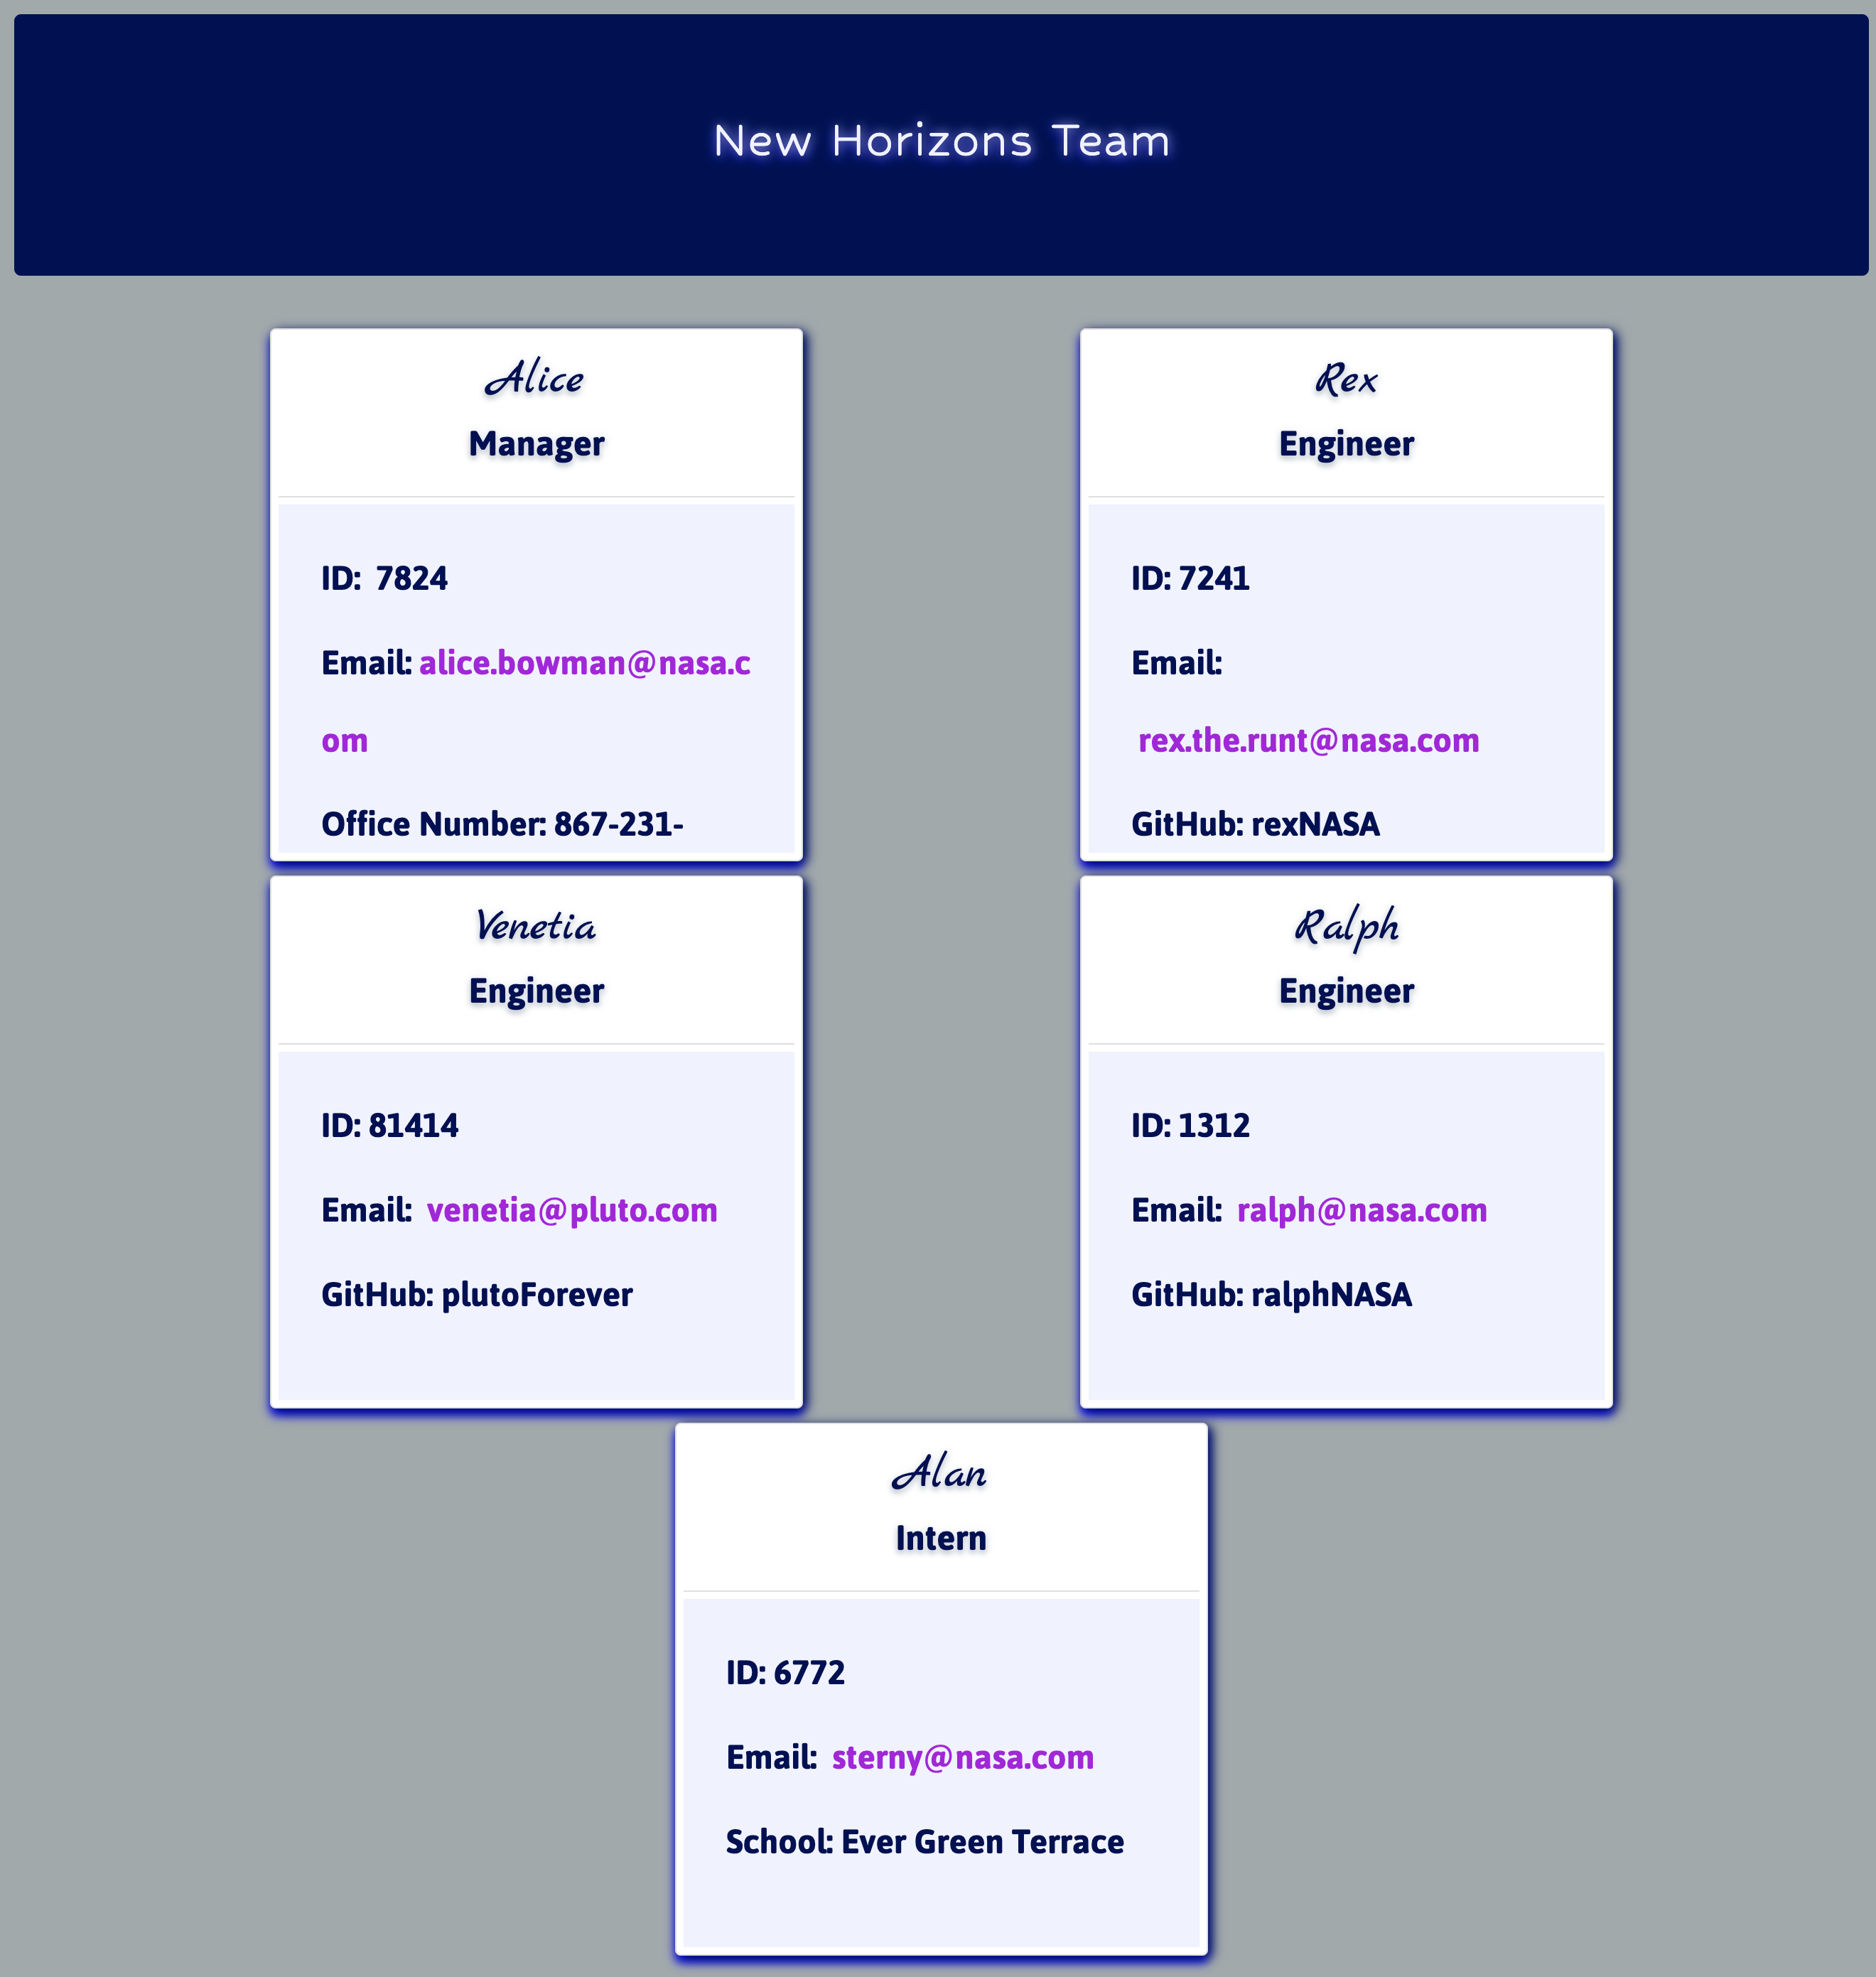 New Horizons Team
Alice
Manager
ID: 7824
Email: alice.bowman@nasa.c
om
Office Number: 867-231-
Rex
Engineer
ID: 7241
Email:
rex.the.runt@nasa.com
GitHub: rexNASA
Venetia
Engineer
ID: 81414
Email: venetia@pluto.com
GitHub: plutoForever
Ralph
Engineer
ID: 1312
Email: ralph@nasa.com
GitHub: ralphNASA
Alan
Intern
ID: 6772
Email: sterny@nasa.com
School: Ever Green Terrace